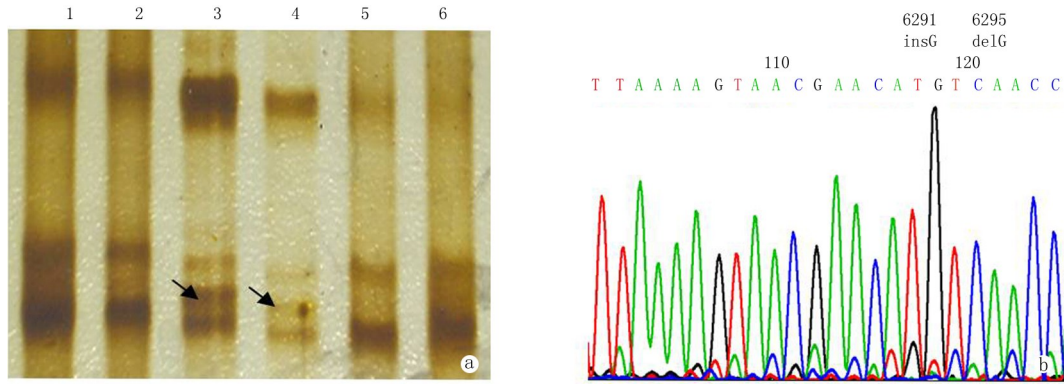 1 2 3 4 5 6
a
6291 6295
insG delG
110 120
T T A A A A G T A A C G A A C A T G T C A A C C
b